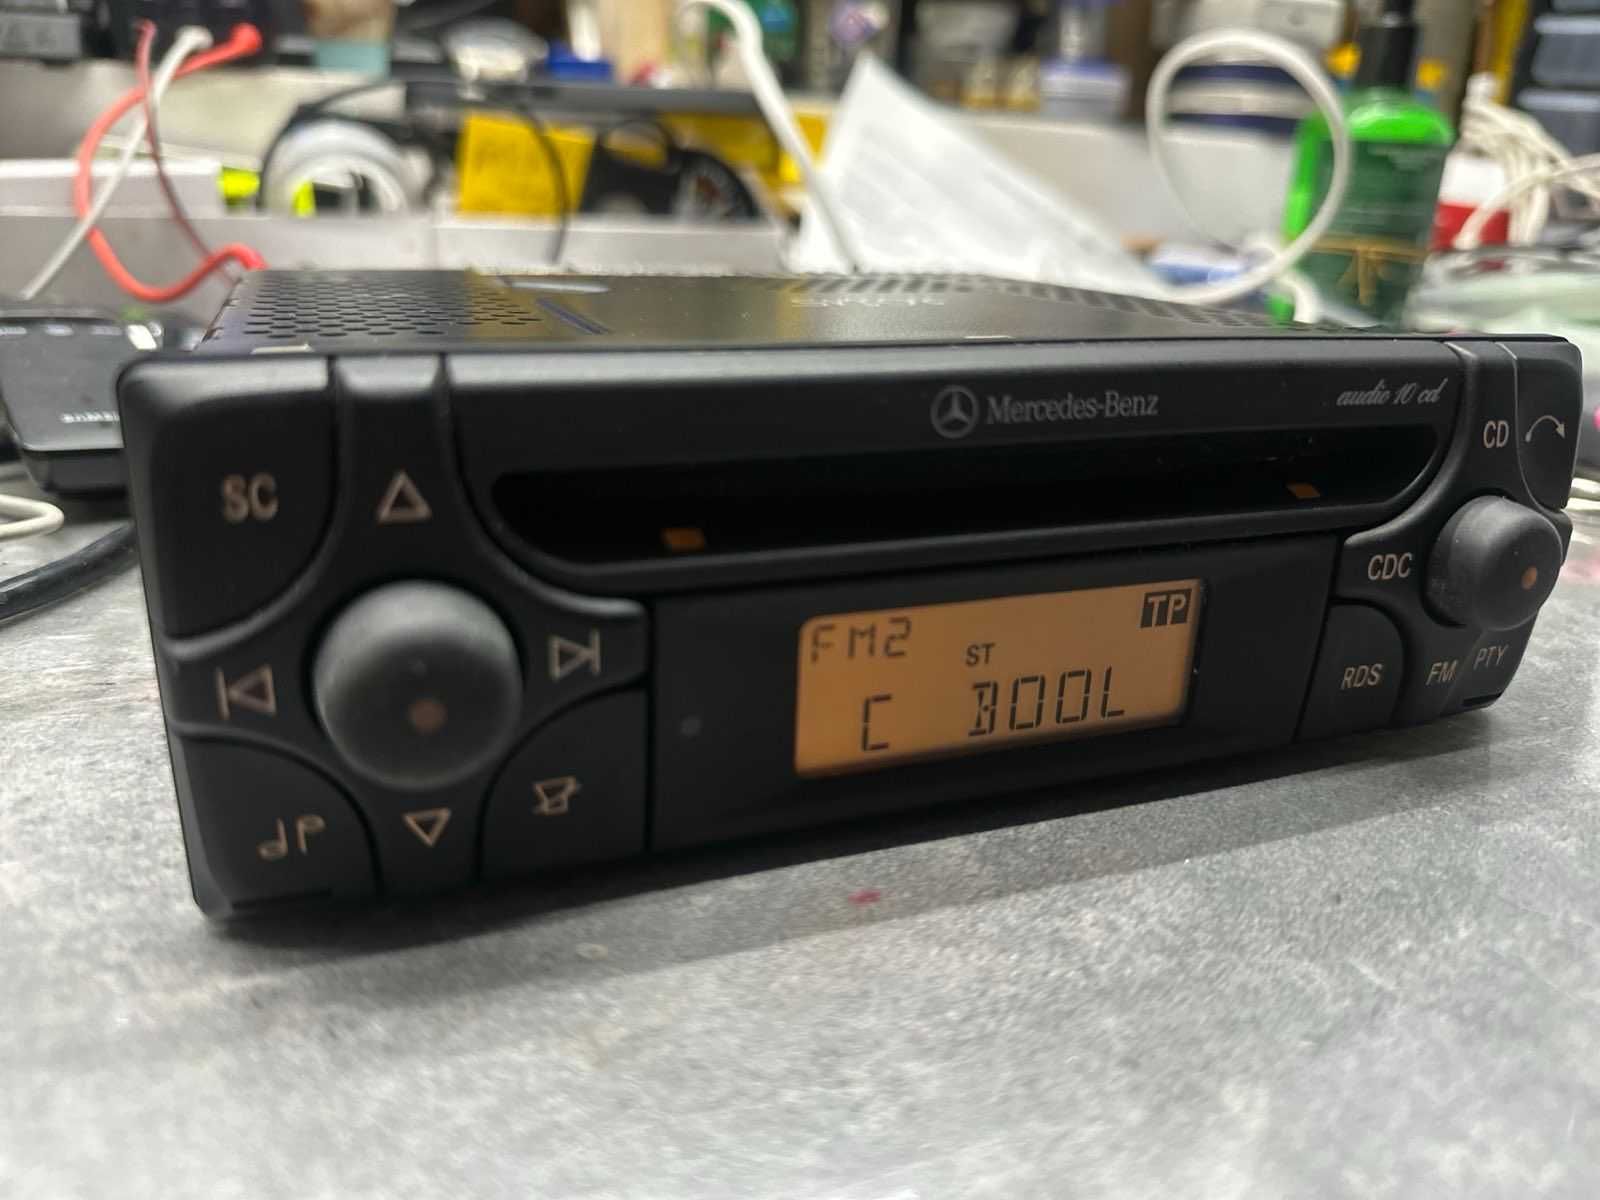 Mercedes-Benz
audio 10 cd
SC
CD
CDC
RDS
FM
PTY
FM2
TP
ST
C BOOL